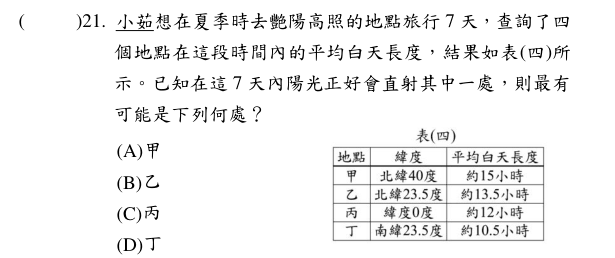 (　　)21. 小茹想在夏季時去艷陽高照的地點旅行7天，查詢了四
個地點在這段時間內的平均白天長度，結果如表(四)所
示。已知在這7天內陽光正好會直射其中一處，則最有
可能是下列何處？
(A)甲
(B)乙
(C)丙
(D)丁
表(四)
地點 緯度 平均白天長度
甲 北緯40度 約15小時
乙 北緯23.5度 約13.5小時
丙 緯度0度 約12小時
丁 南緯23.5度 約10.5小時